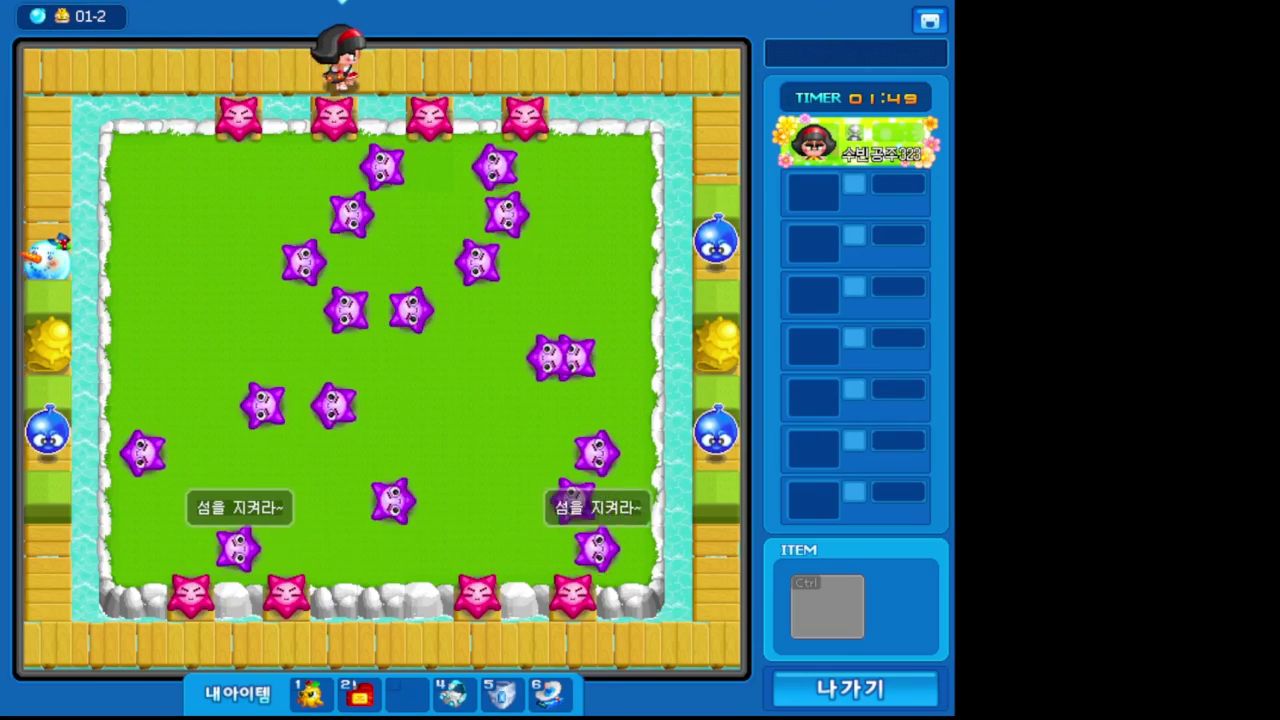 01-2
TIMER 01:49
수빈공주323
섬을 지켜라~
섬을 지켜라~
ITEM
Ctrl
내아이템
1
2
4
5
6
나가기